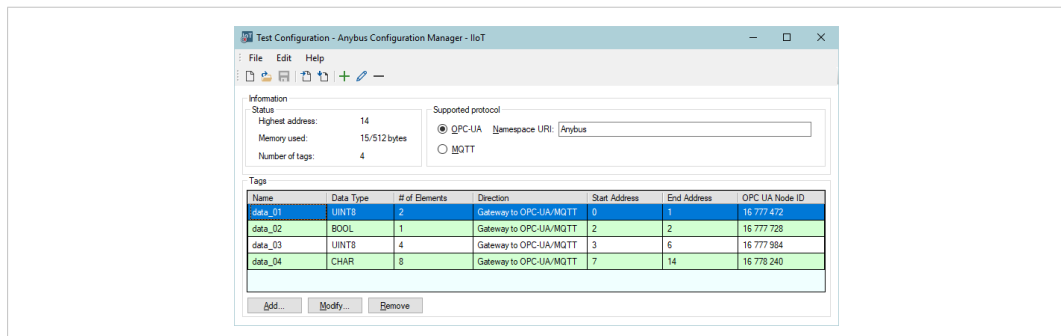 Test Configuration - Anybus Configuration Manager - IIoT
File Edit Help
Information
Status
Highest address: 14
Memory used: 15/512 bytes
Number of tags: 4
Supported protocol
OPC-UA Namespace URI: Anybus
MQTT
Tags
Name Data Type # of Elements Direction Start Address End Address OPC UA Node ID
data_01 UINT8 2 Gateway to OPC-UA/MQTT 0 1 16 777 472
data_02 BOOL 1 Gateway to OPC-UA/MQTT 2 2 16 777 728
data_03 UINT8 4 Gateway to OPC-UA/MQTT 3 6 16 777 984
data_04 CHAR 8 Gateway to OPC-UA/MQTT 7 14 16 778 240
Add... Modify... Remove